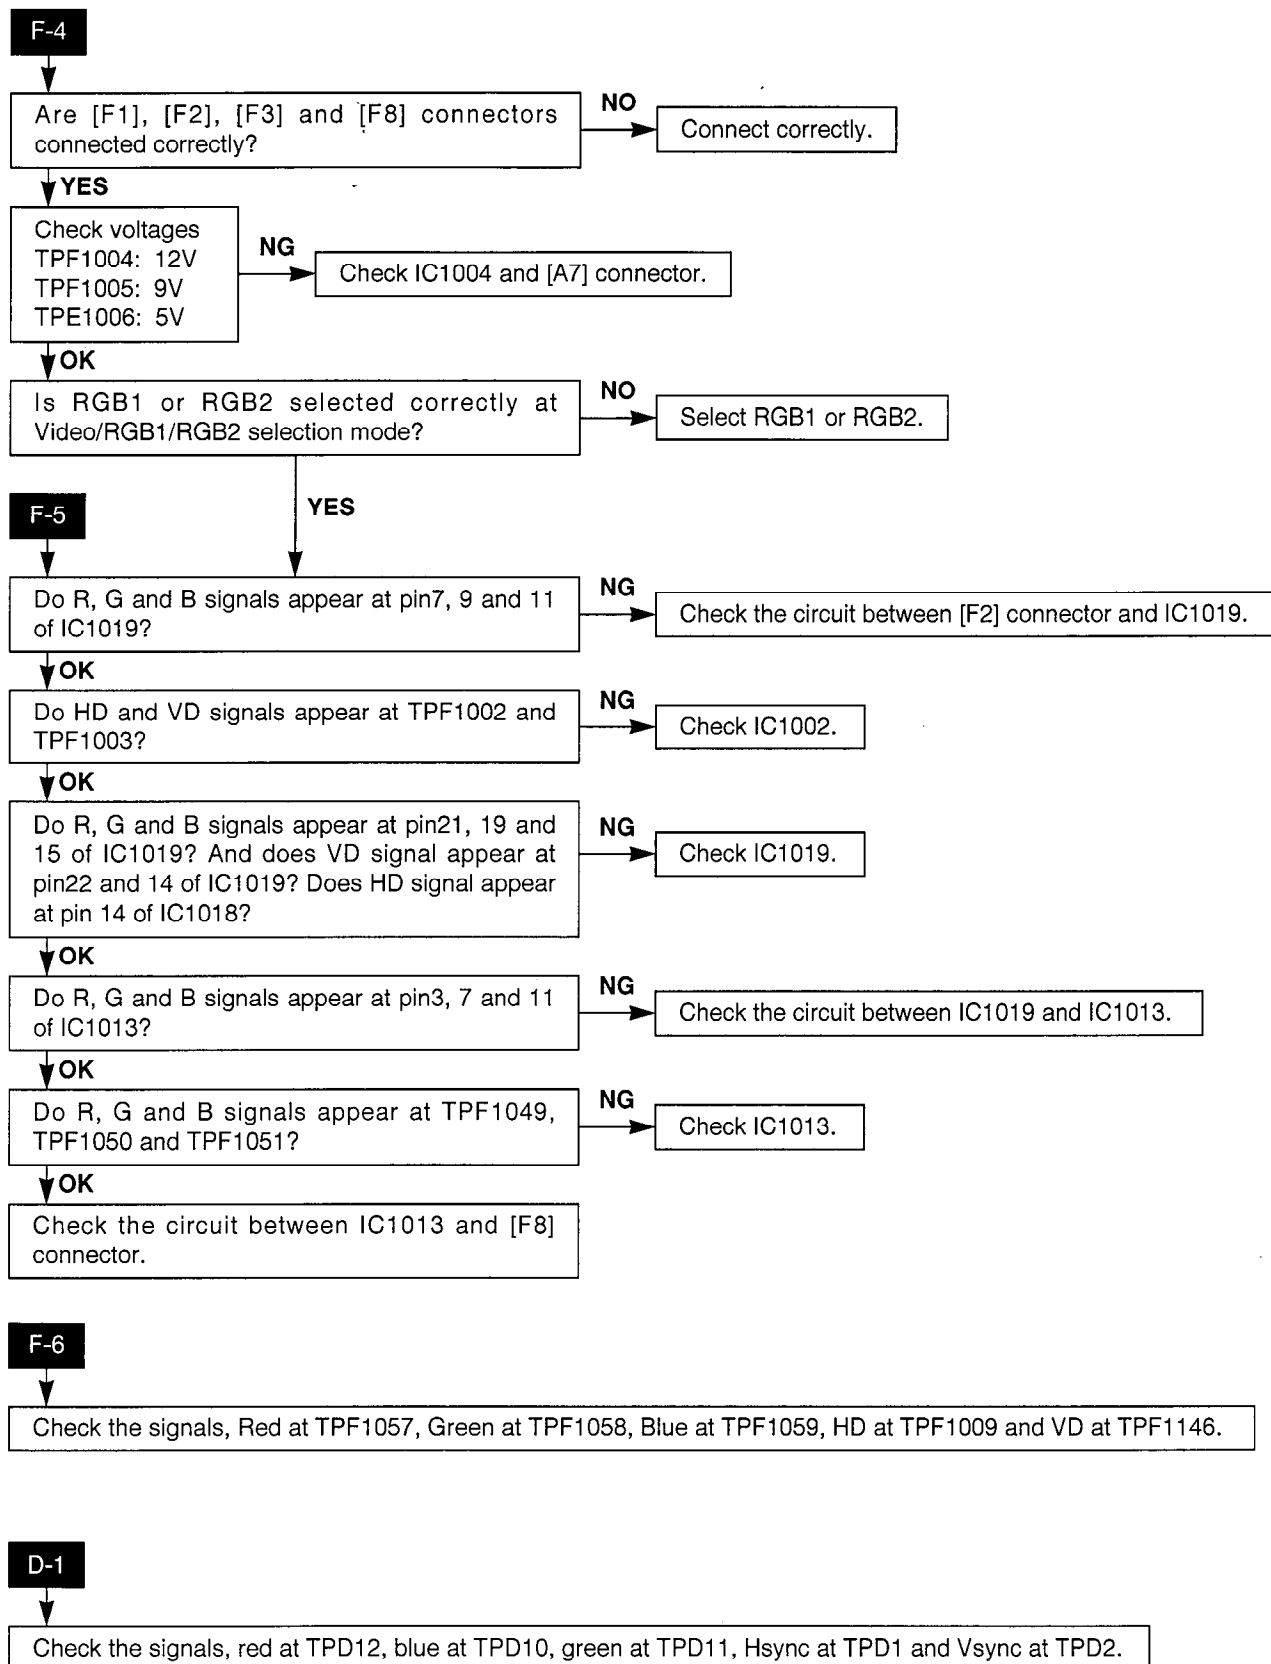 F-4
Are [F1], [F2], [F3] and [F8] connectors
connected correctly?
NO
Connect correctly.
YES
Check voltages
TPF1004: 12V
TPF1005: 9V
TPE1006: 5V
NG
Check IC1004 and [A7] connector.
OK
Is RGB1 or RGB2 selected correctly at
Video/RGB1/RGB2 selection mode?
NO
Select RGB1 or RGB2.
YES
F-5
Do R, G and B signals appear at pin7, 9 and 11
of IC1019?
NG
Check the circuit between [F2] connector and IC1019.
OK
Do HD and VD signals appear at TPF1002 and
TPF1003?
NG
Check IC1002.
OK
Do R, G and B signals appear at pin21, 19 and
15 of IC1019? And does VD signal appear at
pin22 and 14 of IC1019? Does HD signal appear
at pin 14 of IC1018?
NG
Check IC1019.
OK
Do R, G and B signals appear at pin3, 7 and 11
of IC1013?
NG
Check the circuit between IC1019 and IC1013.
OK
Do R, G and B signals appear at TPF1049,
TPF1050 and TPF1051?
NG
Check IC1013.
OK
Check the circuit between IC1013 and [F8]
connector.
F-6
Check the signals, Red at TPF1057, Green at TPF1058, Blue at TPF1059, HD at TPF1009 and VD at TPF1146.
D-1
Check the signals, red at TPD12, blue at TPD10, green at TPD11, Hsync at TPD1 and Vsync at TPD2.